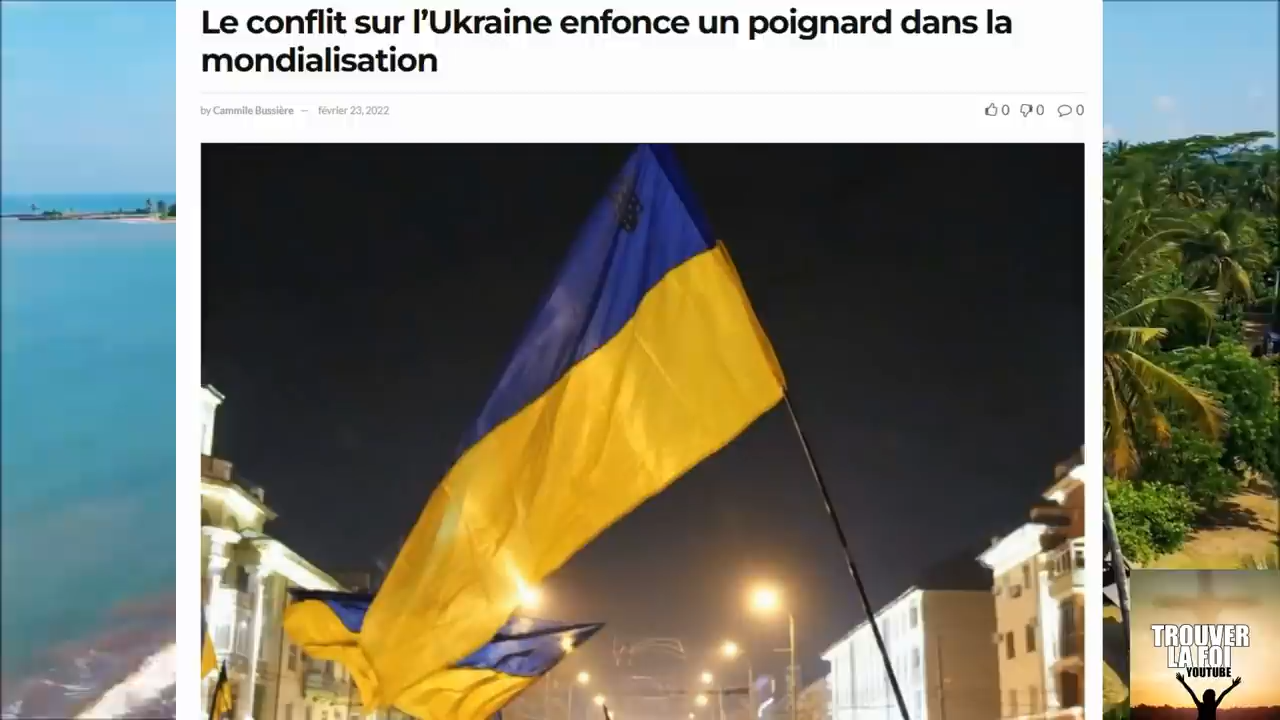 Le conflit sur l’Ukraine enfonce un poignard dans la
mondialisation
by Cammile Bussière — février 23, 2022
0 0 0
TROUVER
LA FOI
YOUTUBE